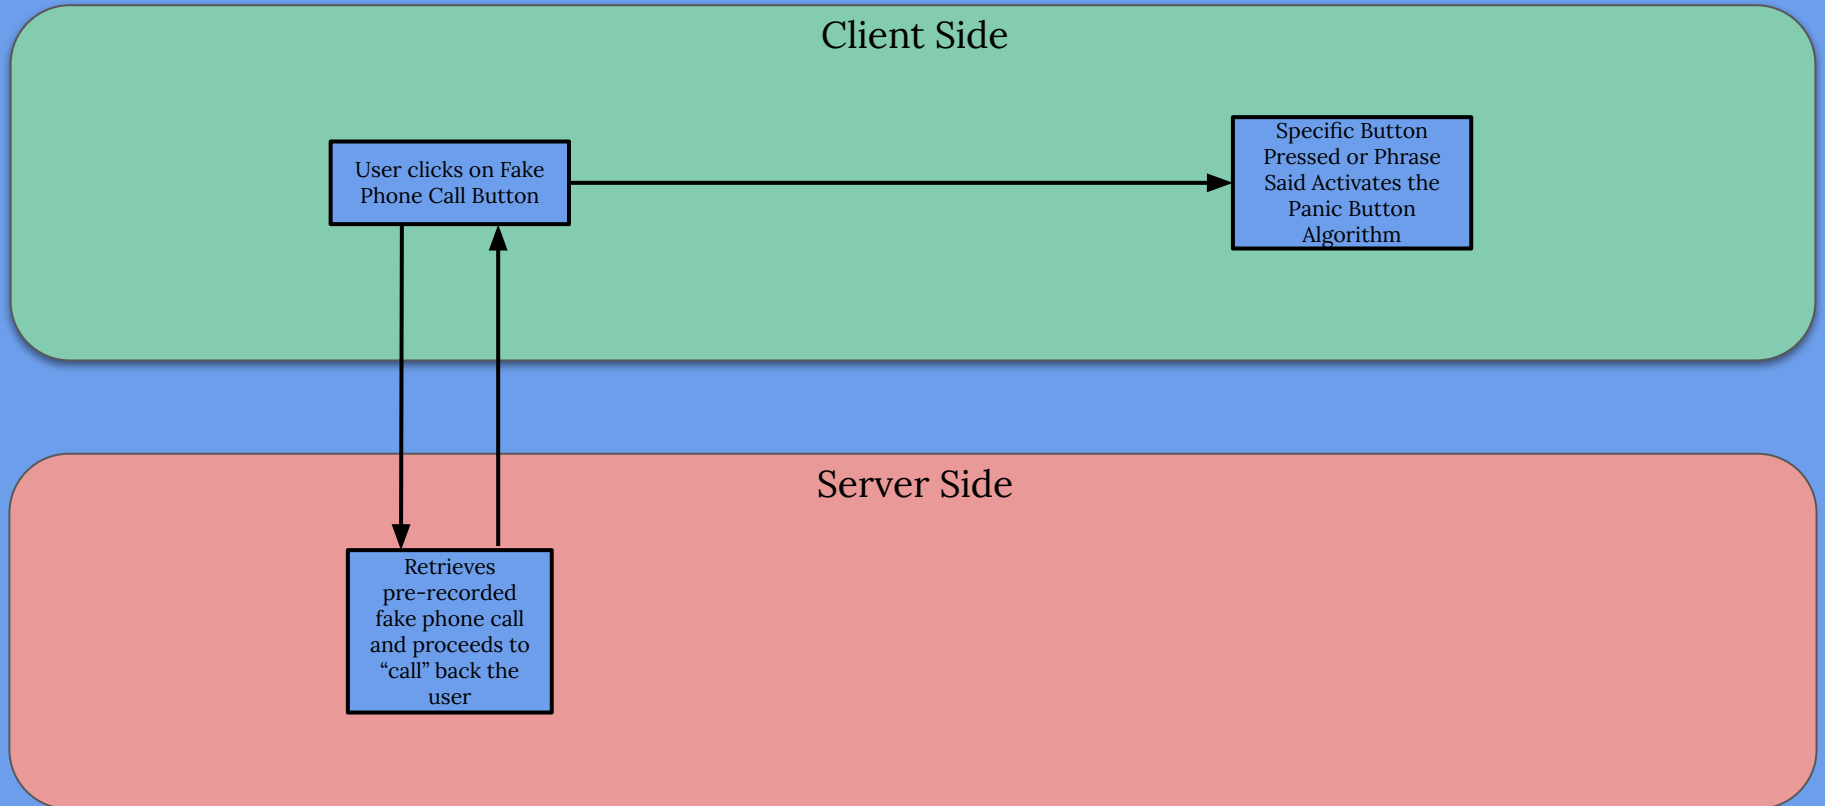 Client Side
User clicks on Fake
Phone Call Button
Specific Button
Pressed or Phrase
Said Activates the
Panic Button
Algorithm
Server Side
Retrieves
pre-recorded
fake phone call
and proceeds to
“call” back the
user